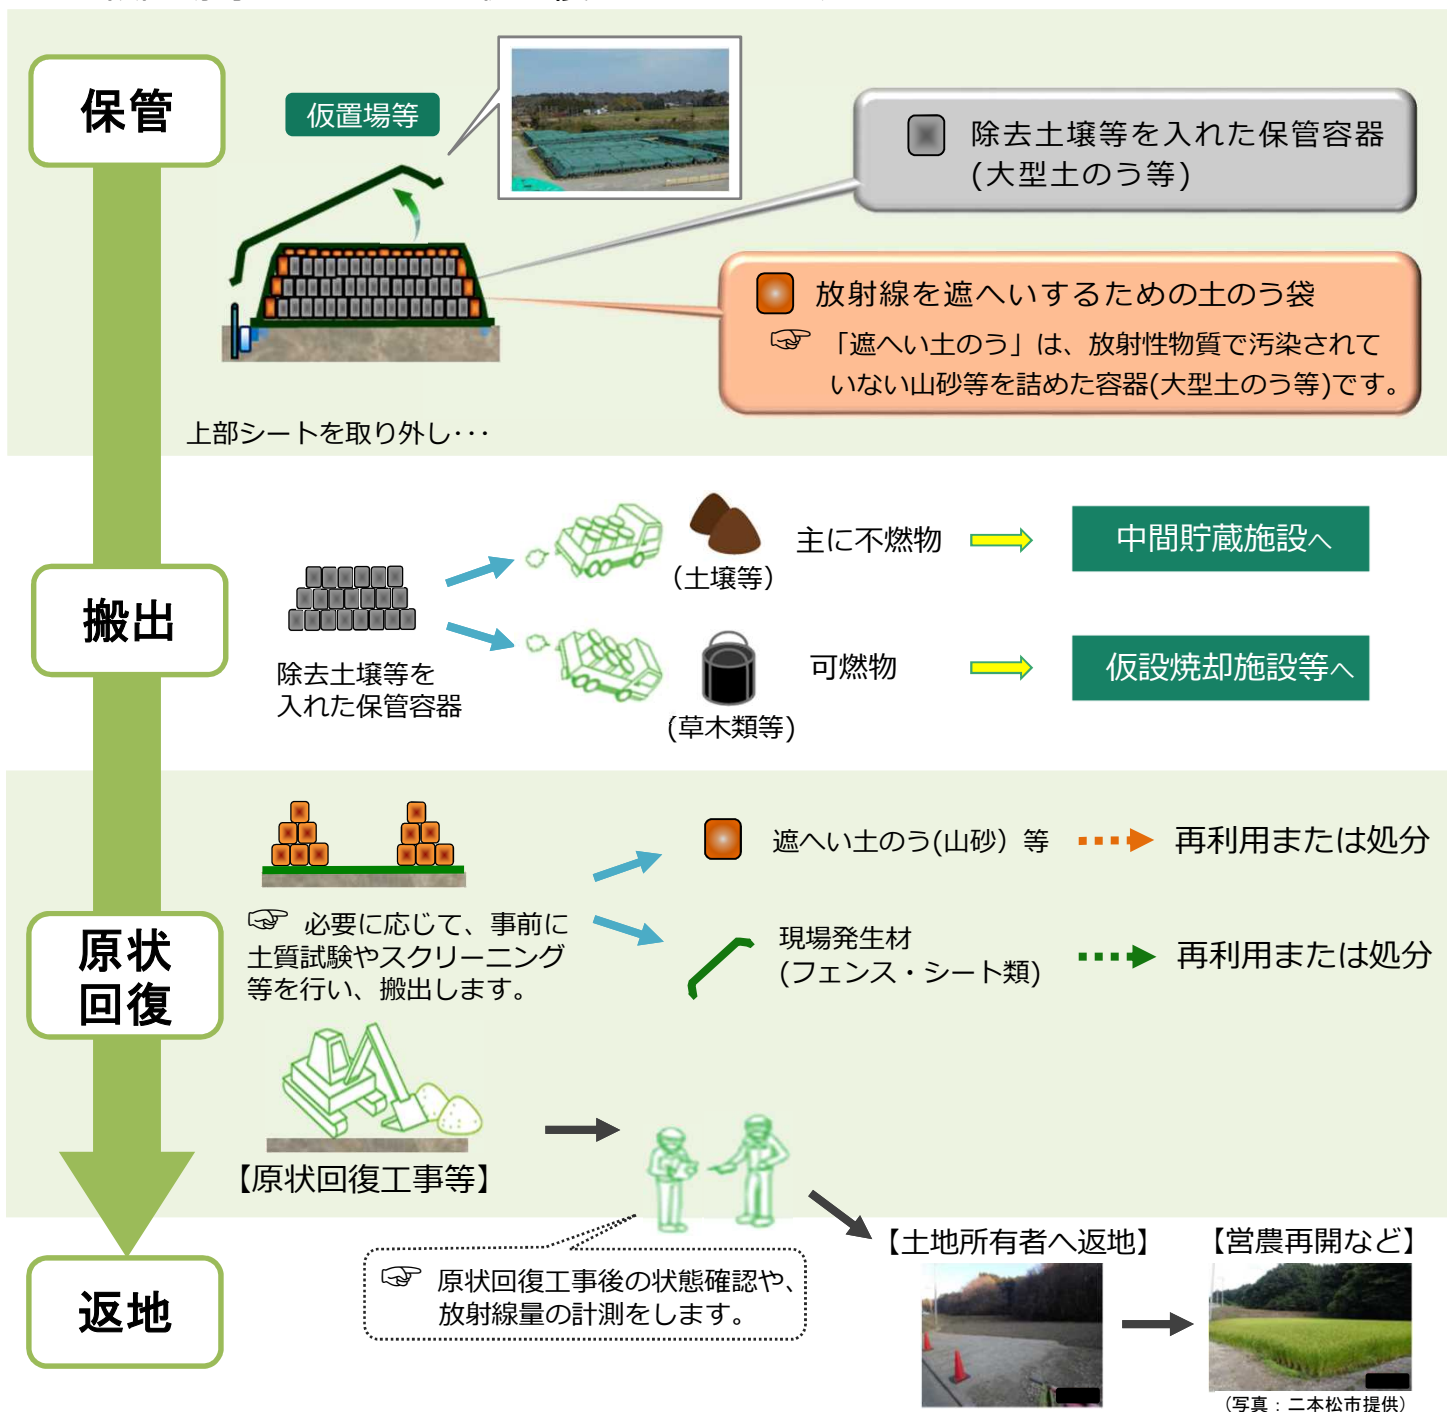 保管
仮置場等
除去土壌等を入れた保管容器
(大型土のう等)
放射線を遮へいするための土のう袋
☞ 「遮へい土のう」は、放射性物質で汚染されて
いない山砂等を詰めた容器(大型土のう等)です。
上部シートを取り外し･･･
搬出
除去土壌等を
入れた保管容器
(土壌等)
主に不燃物
中間貯蔵施設へ
(草木類等)
可燃物
仮設焼却施設等へ
原状
回復
☞ 必要に応じて、事前に
土質試験やスクリーニング
等を行い、搬出します。
遮へい土のう(山砂）等
再利用または処分
現場発生材
(フェンス・シート類)
再利用または処分
【原状回復工事等】
☞ 原状回復工事後の状態確認や、
放射線量の計測をします。
返地
【土地所有者へ返地】
【営農再開など】
（写真：二本松市提供）